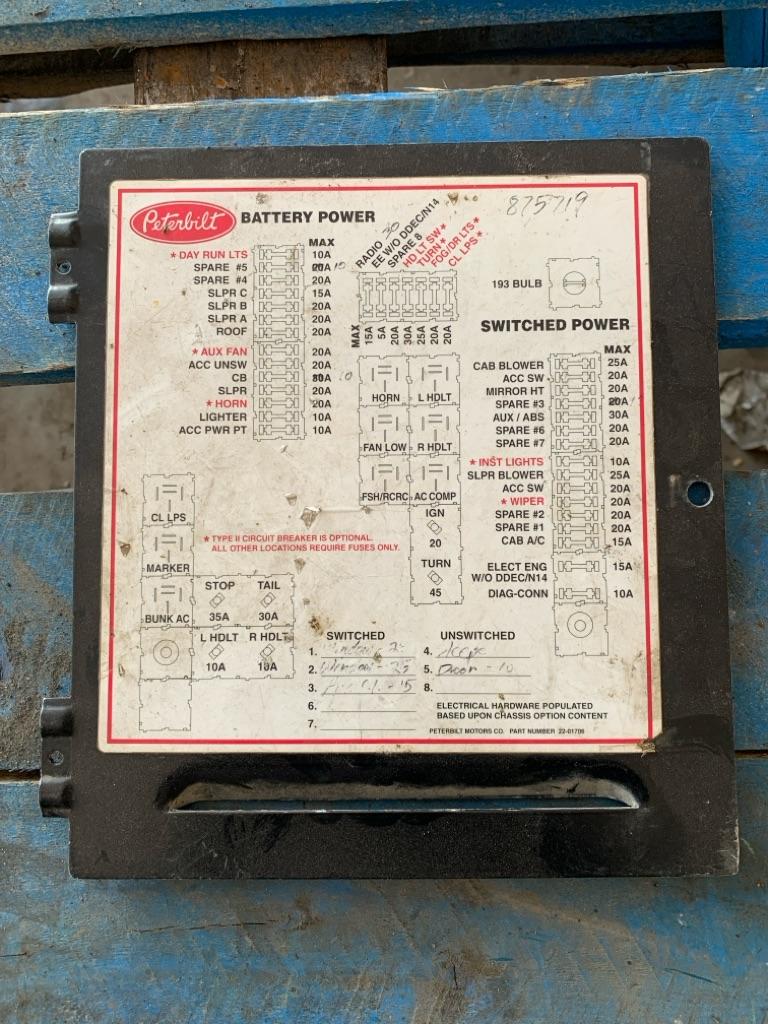 Peterbilt BATTERY POWER
875719
MAX
* DAY RUN LTS 10A
SPARE #5 20A 10
SPARE #4 20A
SLPR C 15A
SLPR B 20A
SLPR A 20A
ROOF 20A
* AUX FAN 20A
ACC UNSW 20A
CB
SLPR 20A
* HORN 20A
LIGHTER 10A
ACC PWR PT 10A
RADIO 30
EE W/O DDEC/N14
SPARE 8
HD LT SW*
TURN*
FOG/DR LTS*
CL LPS*
MAX 15A 5A 20A 30A 25A 20A 20A
HORN L HDLT
FAN LOW R HDLT
FSH/RCRC AC COMP
IGN
20
TURN
45
193 BULB
SWITCHED POWER
MAX
CAB BLOWER 25A
ACC SW 20A
MIRROR HT 20A
SPARE #3
AUX / ABS 30A
SPARE #6 20A
SPARE #7 20A
* INST LIGHTS 10A
SLPR BLOWER 25A
ACC SW 20A
* WIPER 20A
SPARE #2 20A
SPARE #1 20A
CAB A/C 15A
ELECT ENG 15A
W/O DDEC/N14
DIAG-CONN 10A
CL LPS
* TYPE II CIRCUIT BREAKER IS OPTIONAL.
ALL OTHER LOCATIONS REQUIRE FUSES ONLY.
MARKER
STOP TAIL
BUNK AC 35A 30A
L HDLT R HDLT
10A 10A
SWITCHED UNSWITCHED
1. 4.
2. 5. Door - 10
3. 8.
6.
7.
ELECTRICAL HARDWARE POPULATED
BASED UPON CHASSIS OPTION CONTENT
PETERBILT MOTORS CO. PART NUMBER 22-01706